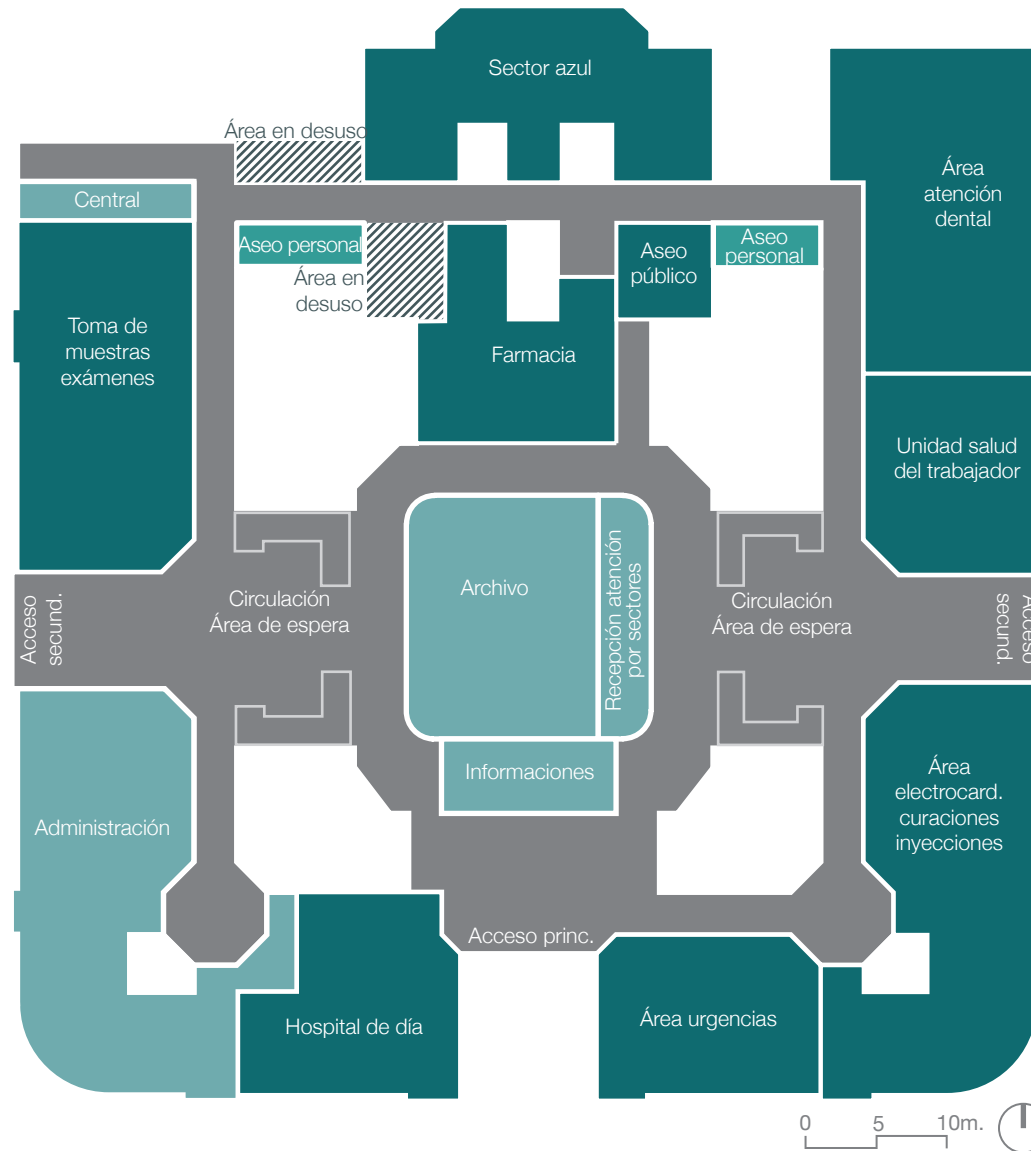 Sector azul
Área en desuso
Central
Área
atención
dental
Aseo personal
Área en
desuso
Aseo
público
Aseo
personal
Toma de
muestras
exámenes
Farmacia
Unidad salud
del trabajador
Acceso
secund.
Circulación
Área de espera
Archivo
Recepción atención
por sectores
Circulación
Área de espera
Acceso
secund.
Informaciones
Administración
Área
electrocard.
curaciones
inyecciones
Acceso princ.
Hospital de día
Área urgencias
0 5 10m.